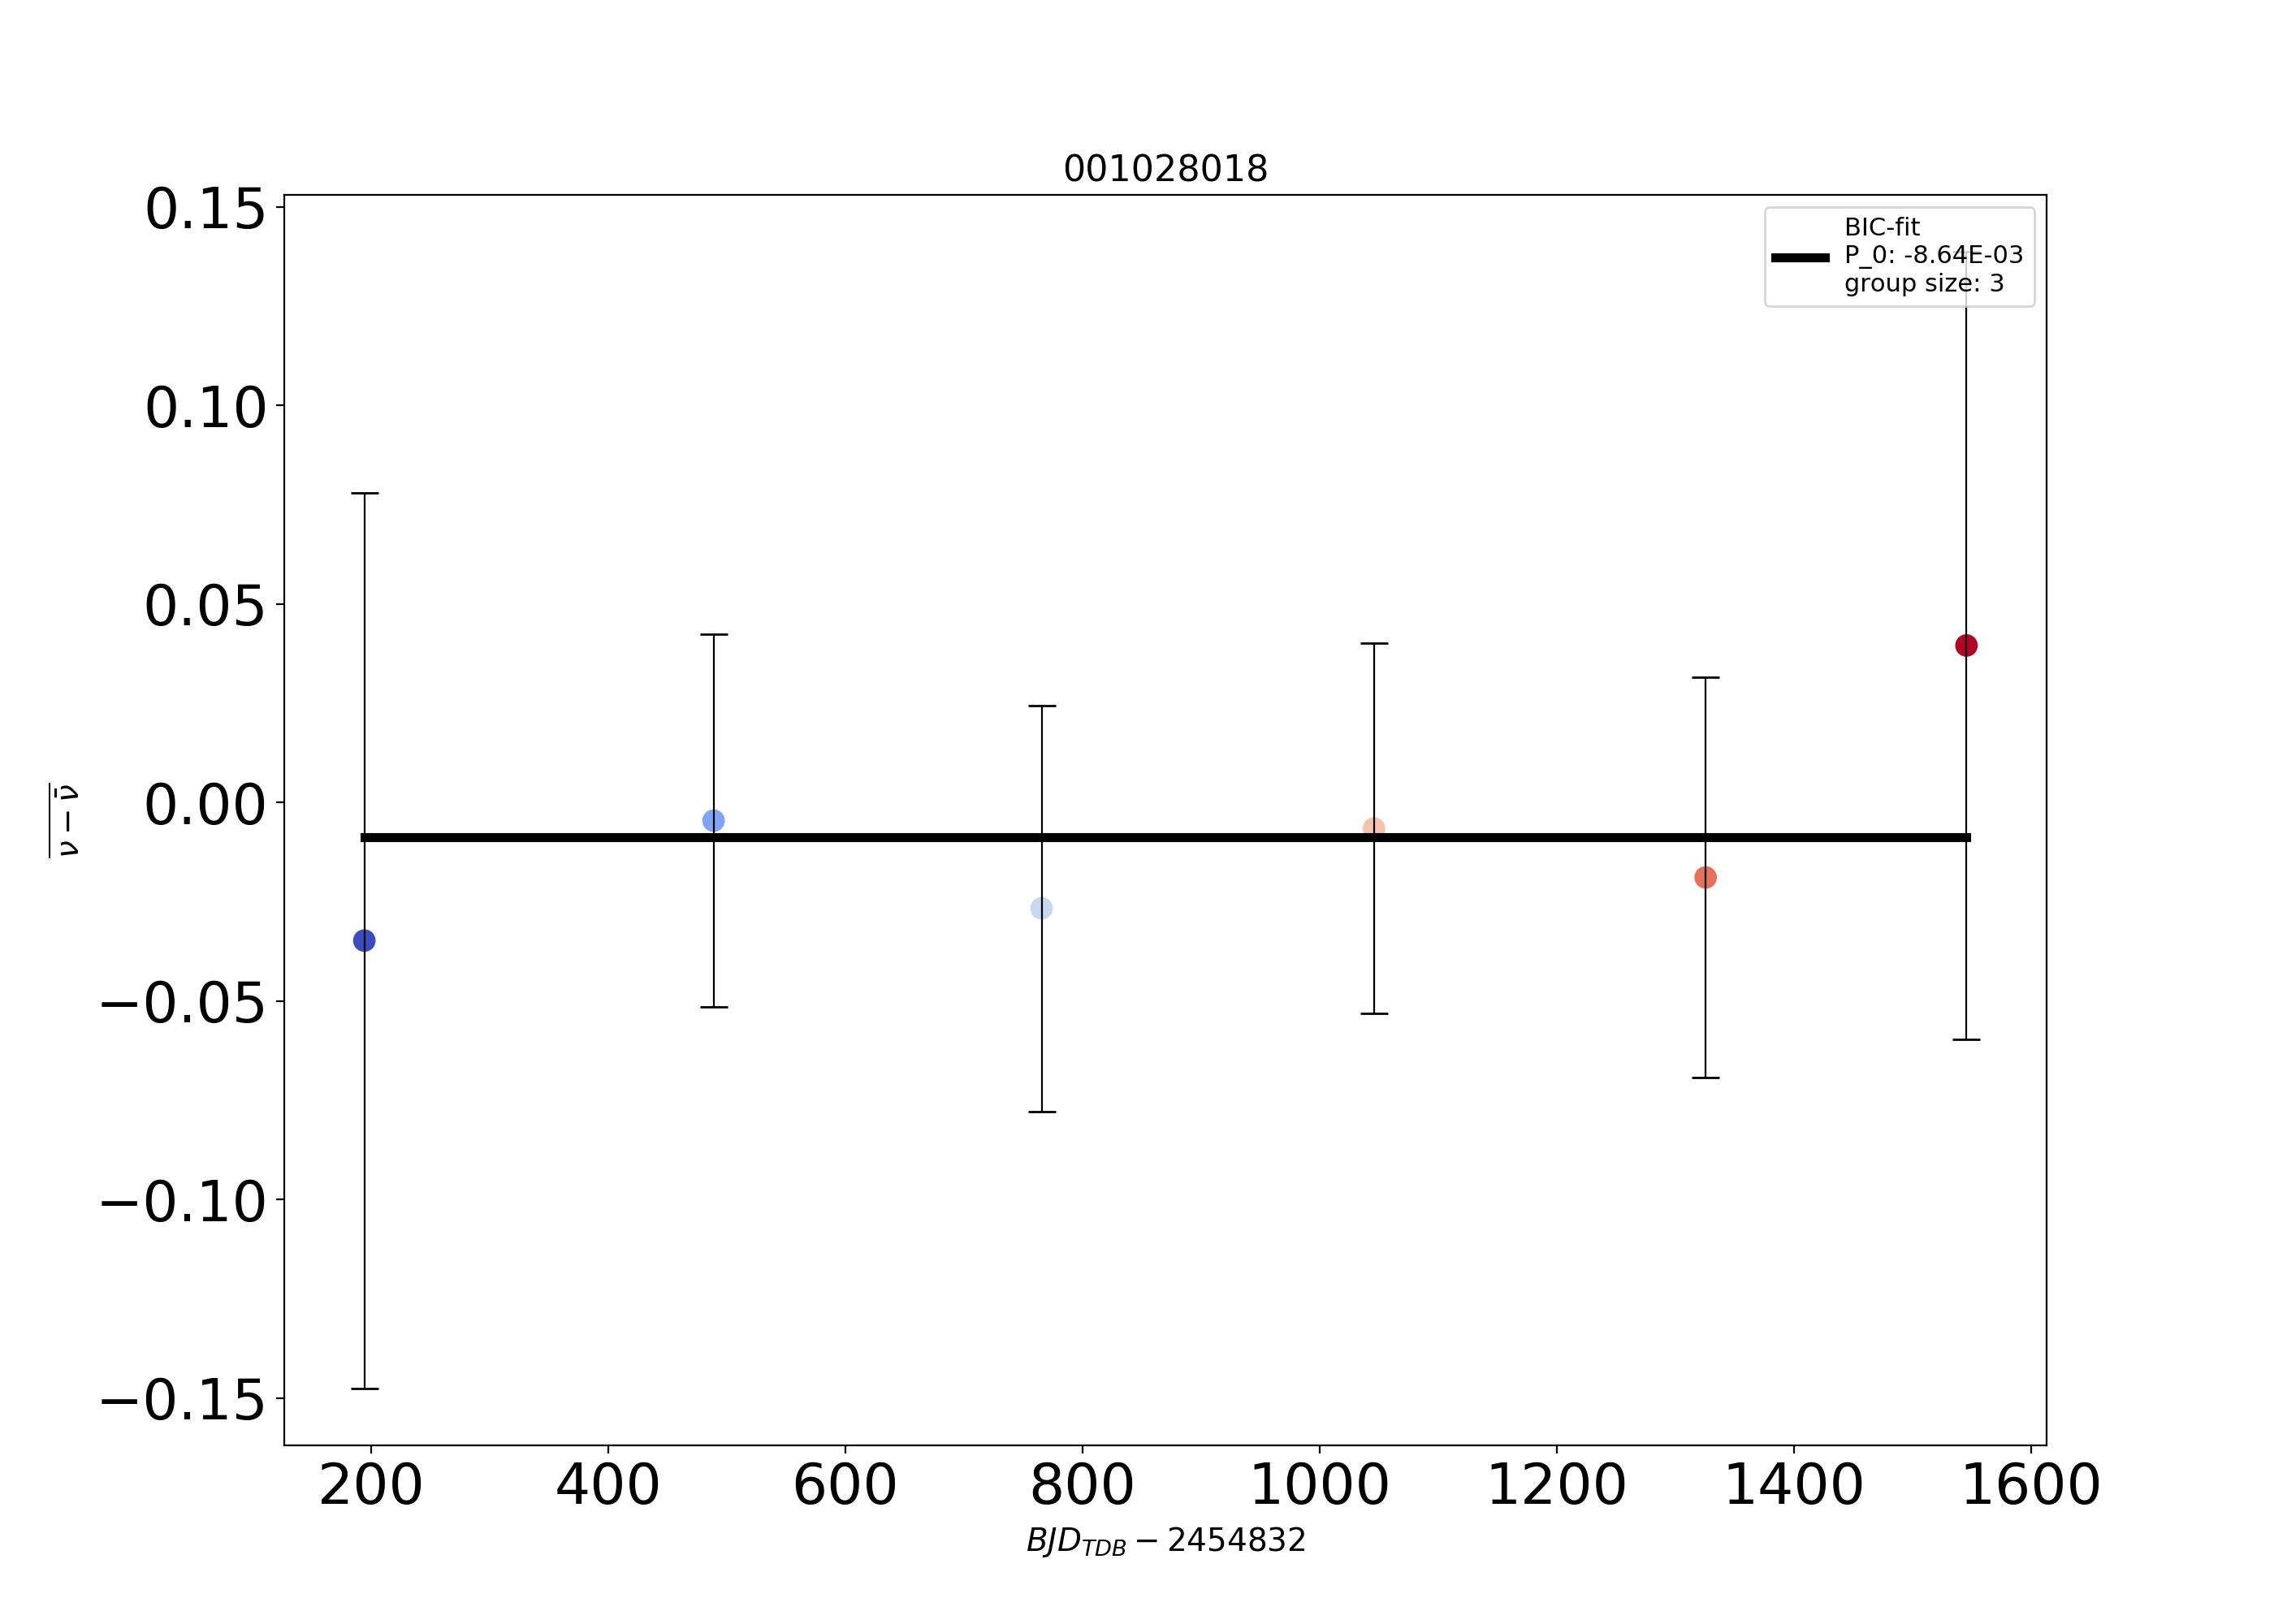 001028018
BIC-fit
P_0: -8.64E-03
group size: 3
0.15
0.10
0.05
0.00
−0.05
−0.10
−0.15
ν − ν̄
200 400 600 800 1000 1200 1400 1600
BJD_TDB − 2454832